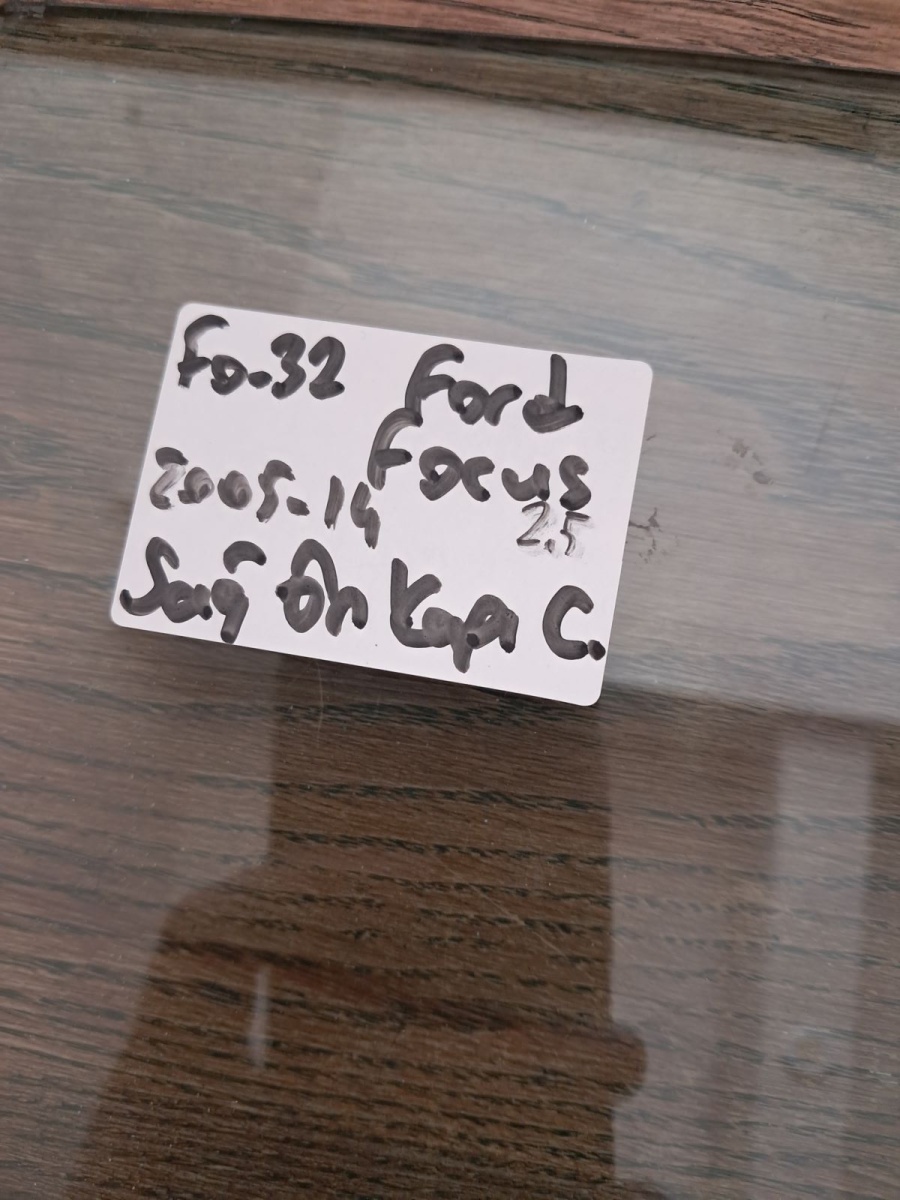 Fo-32 Ford
Focus
2005-14 2.5
Sağ Ön Kapı C.